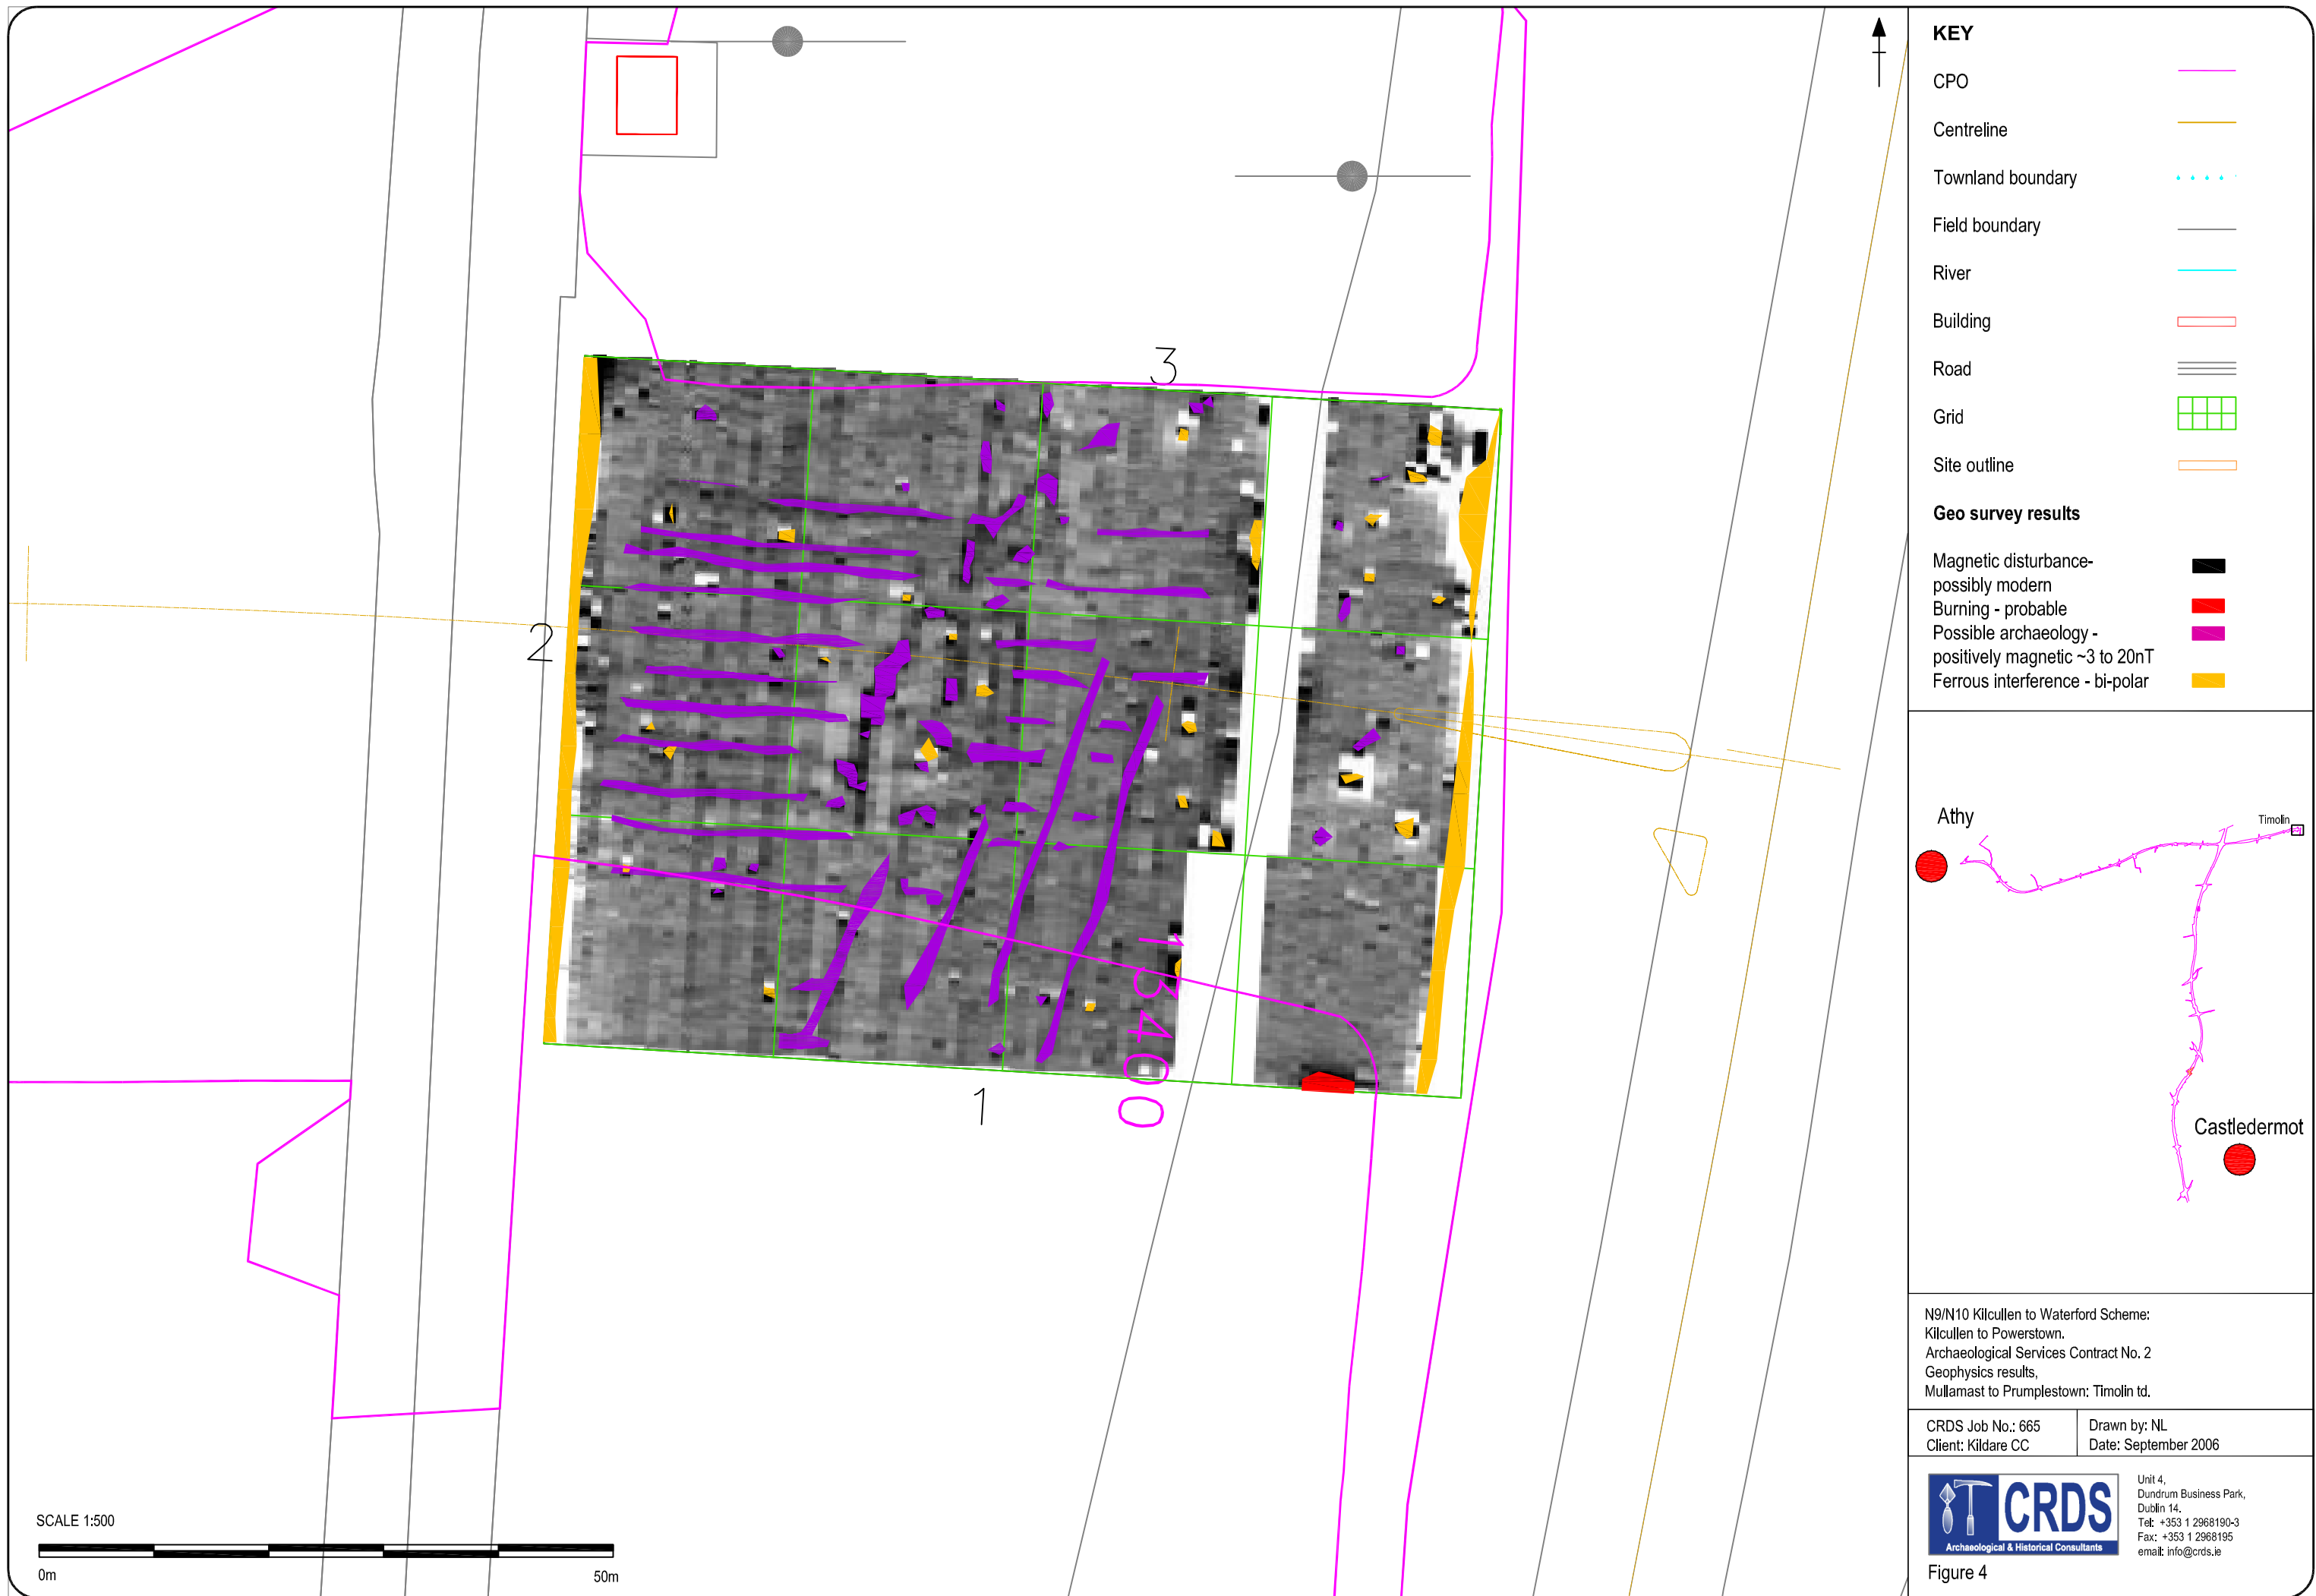 3
2
1
13400
SCALE 1:500
0m
50m
KEY
CPO
Centreline
Townland boundary
Field boundary
River
Building
Road
Grid
Site outline
Geo survey results
Magnetic disturbance-
possibly modern
Burning - probable
Possible archaeology -
positively magnetic ~3 to 20nT
Ferrous interference - bi-polar
Athy
Timolin
Castledermot
N9/N10 Kilcullen to Waterford Scheme:
Kilcullen to Powerstown.
Archaeological Services Contract No. 2
Geophysics results,
Mullamast to Prumplestown: Timolin td.
CRDS Job No.: 665
Client: Kildare CC
Drawn by: NL
Date: September 2006
CRDS
Archaeological & Historical Consultants
Unit 4,
Dundrum Business Park,
Dublin 14.
Tel: +353 1 2968190-3
Fax: +353 1 2968195
email: info@crds.ie
Figure 4